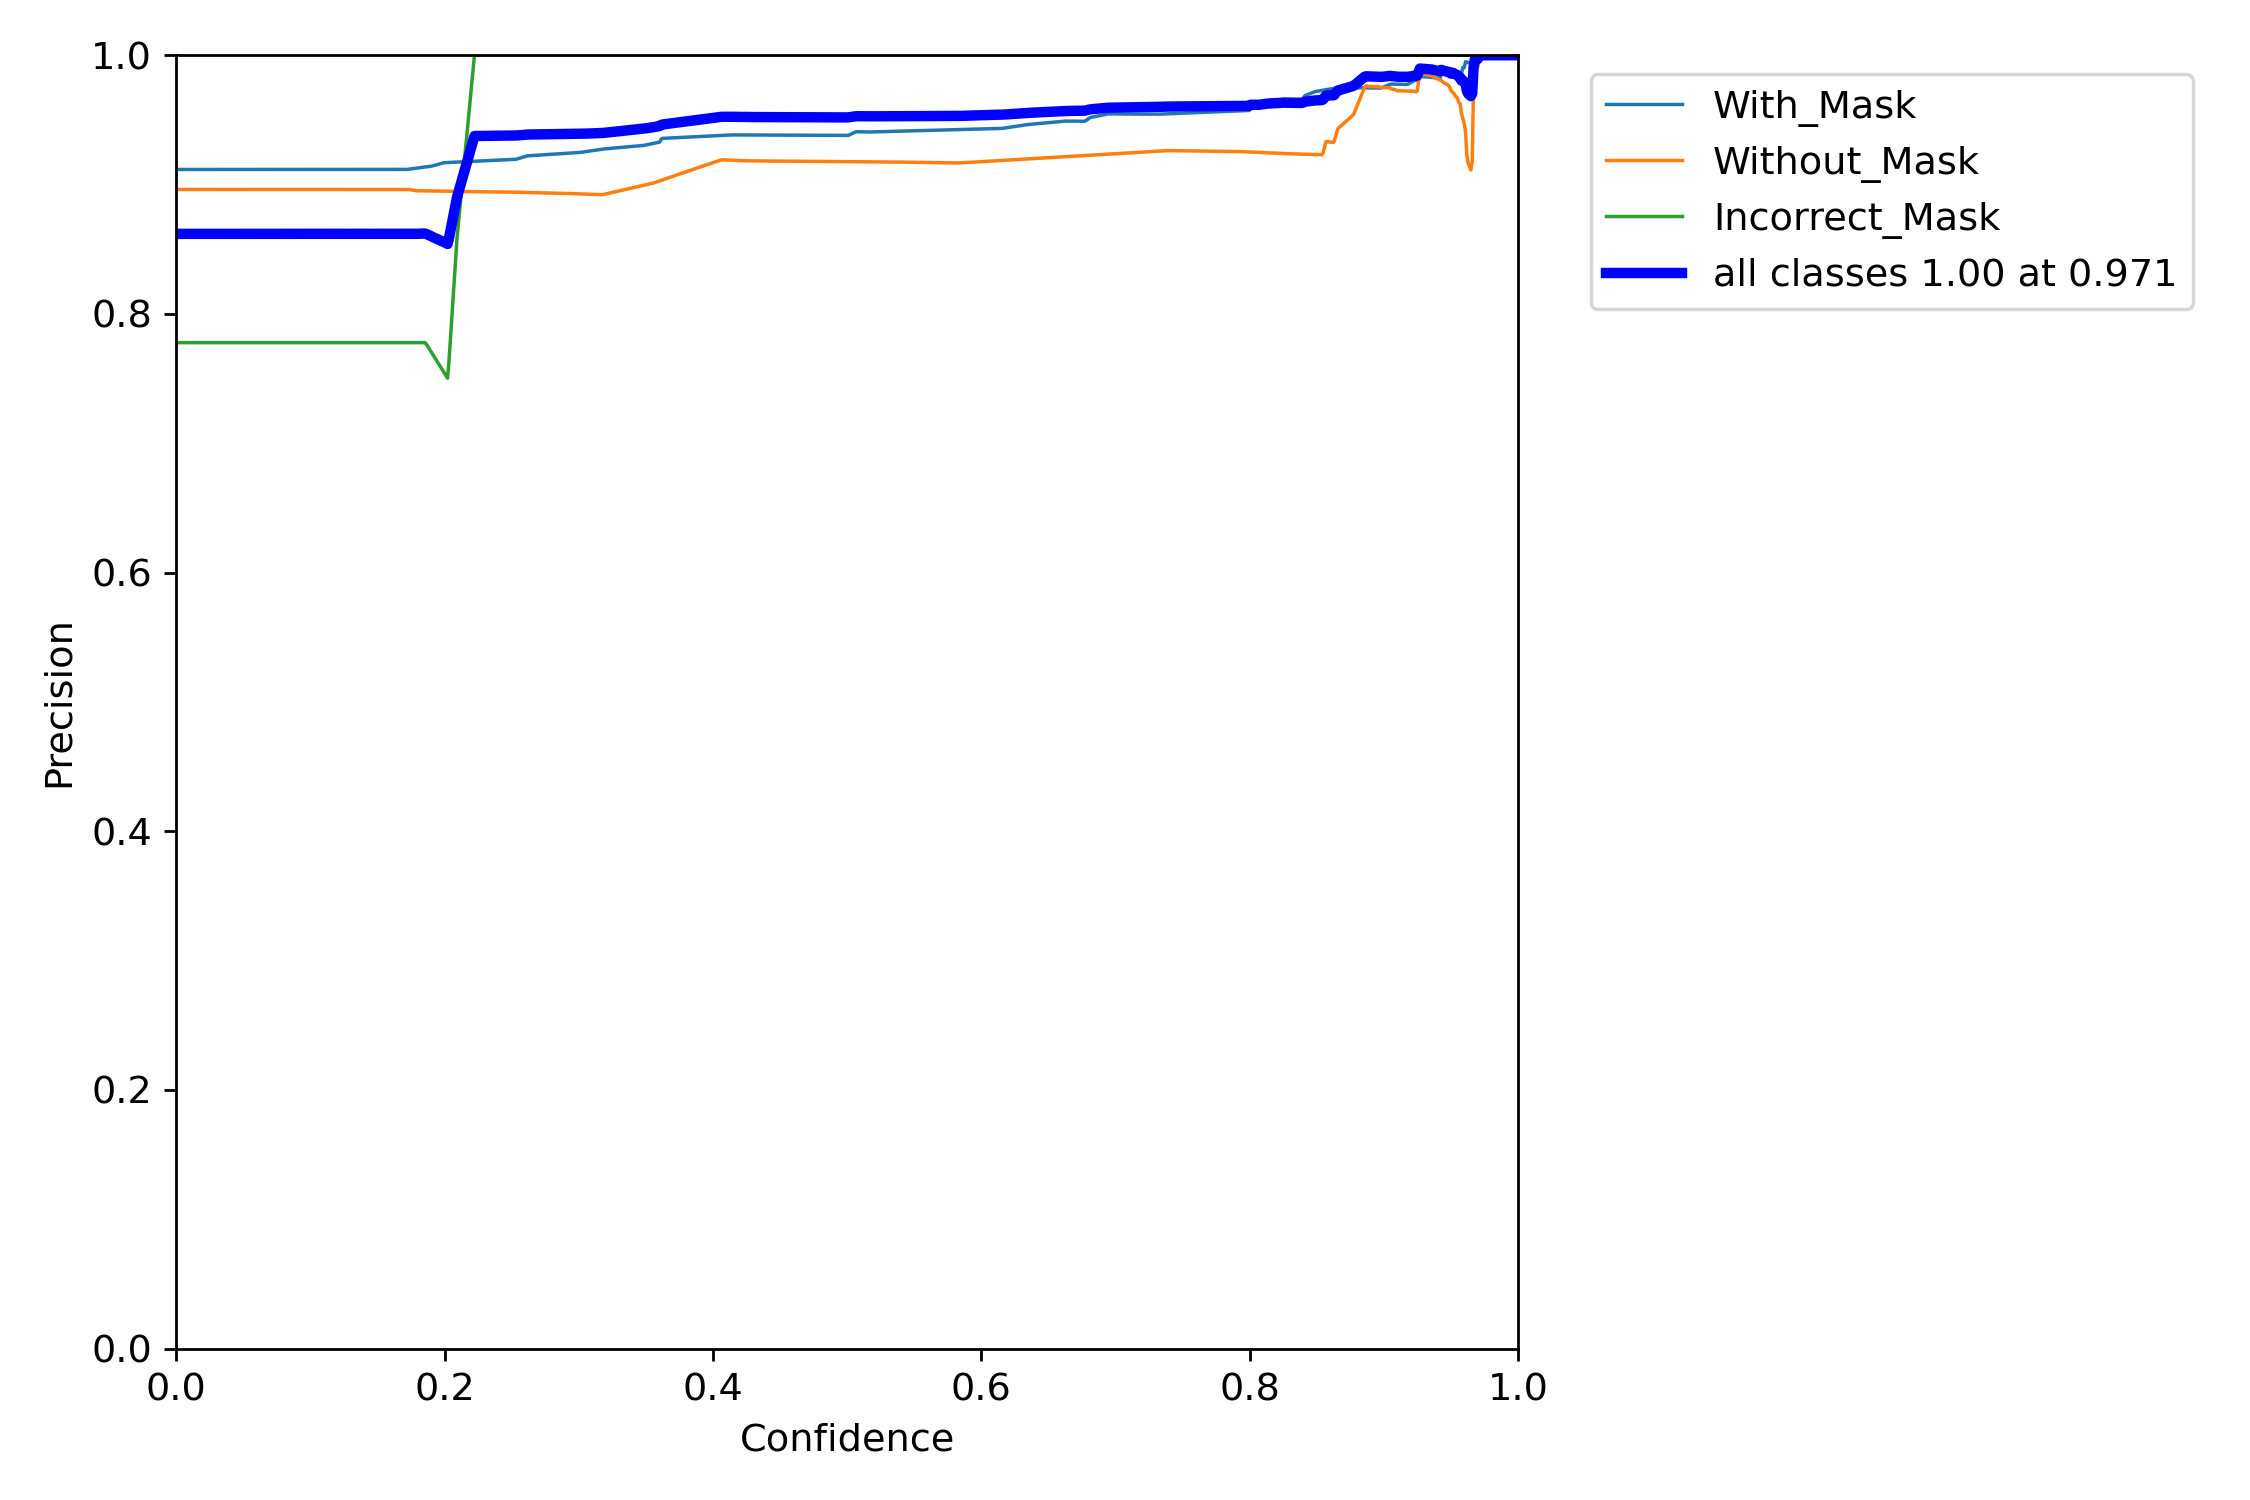 1.0
0.8
0.6
0.4
0.2
0.0
0.0 0.2 0.4 0.6 0.8 1.0
Precision
Confidence
With_Mask
Without_Mask
Incorrect_Mask
all classes 1.00 at 0.971